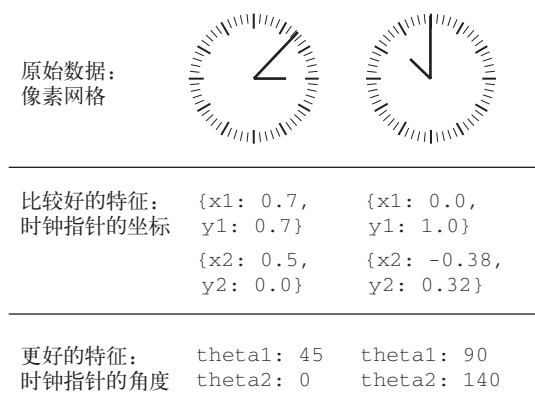 原始数据：
像素网格
比较好的特征： {x1: 0.7, {x1: 0.0,
时钟指针的坐标 y1: 0.7} y1: 1.0}
{x2: 0.5, {x2: -0.38,
y2: 0.0} y2: 0.32}
更好的特征： theta1: 45 theta1: 90
时钟指针的角度 theta2: 0 theta2: 140